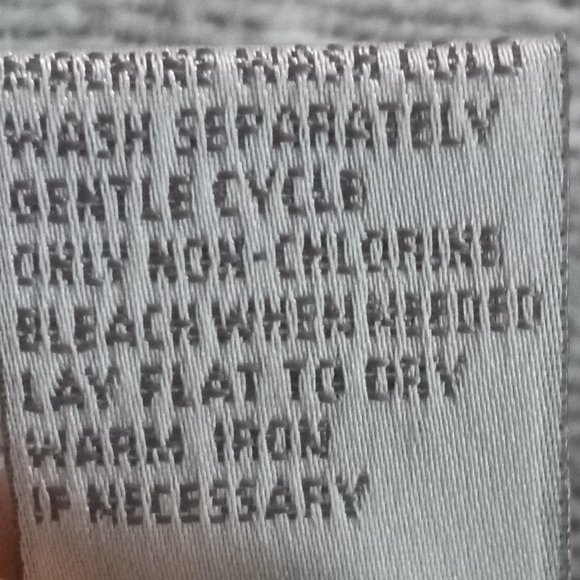 MACHINE WASH COLD
WASH SEPARATELY
GENTLE CYCLE
ONLY NON-CHLORINE
BLEACH WHEN NEEDED
LAY FLAT TO DRY
WARM IRON
IF NECESSARY